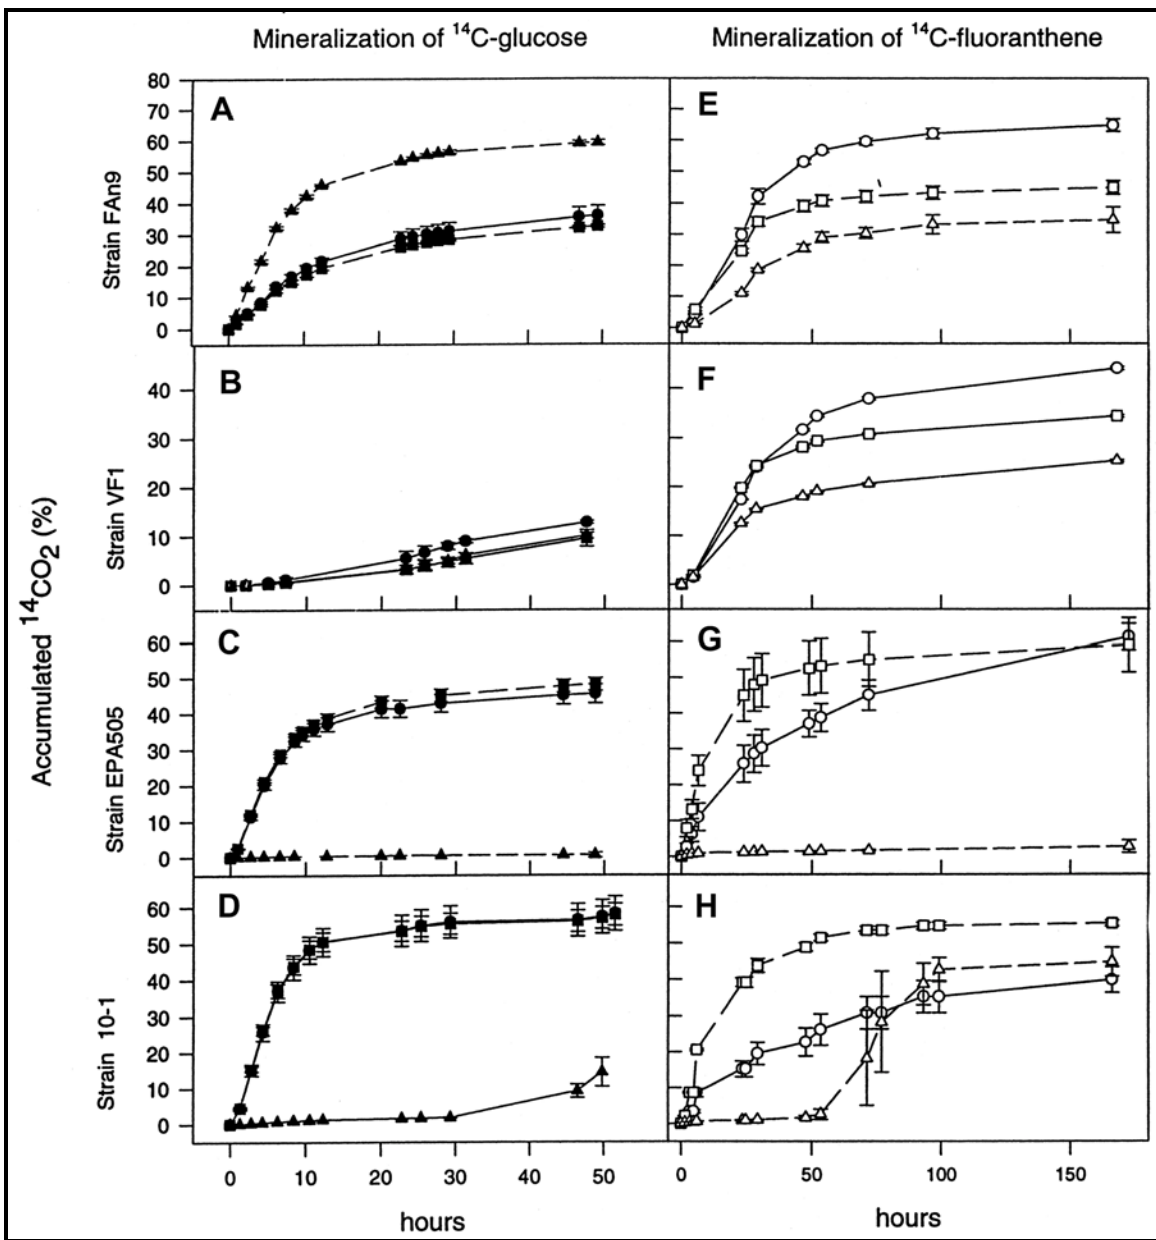 Mineralization of ¹⁴C-glucose
Mineralization of ¹⁴C-fluoranthene
Accumulated ¹⁴CO₂ (%)
Strain FAn9
80
70
60
50
40
30
20
10
0
A
E
Strain VF1
40
30
20
10
0
B
F
Strain EPA505
60
50
40
30
20
10
0
C
G
Strain 10-1
60
50
40
30
20
10
0
D
H
0 10 20 30 40 50
0 50 100 150
hours
hours